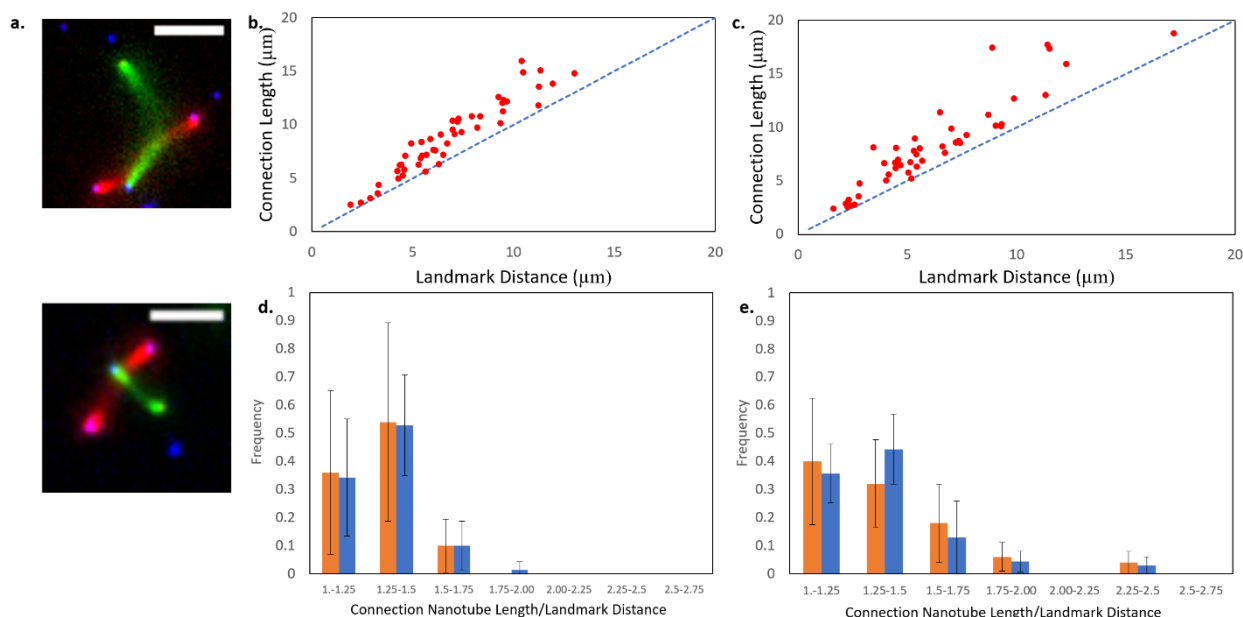 a.
b.
20
15
10
5
0
Connection Length (µm)
0 5 10 15 20
Landmark Distance (µm)
c.
20
15
10
5
0
Connection Length (µm)
0 5 10 15 20
Landmark Distance (µm)
d.
1
0.9
0.8
0.7
0.6
0.5
0.4
0.3
0.2
0.1
0
Frequency
1.-1.25 1.25-1.5 1.5-1.75 1.75-2.00 2.00-2.25 2.25-2.5 2.5-2.75
Connection Nanotube Length/Landmark Distance
e.
1
0.9
0.8
0.7
0.6
0.5
0.4
0.3
0.2
0.1
0
Frequency
1.-1.25 1.25-1.5 1.5-1.75 1.75-2.00 2.00-2.25 2.25-2.5 2.5-2.75
Connection Nanotube Length/Landmark Distance